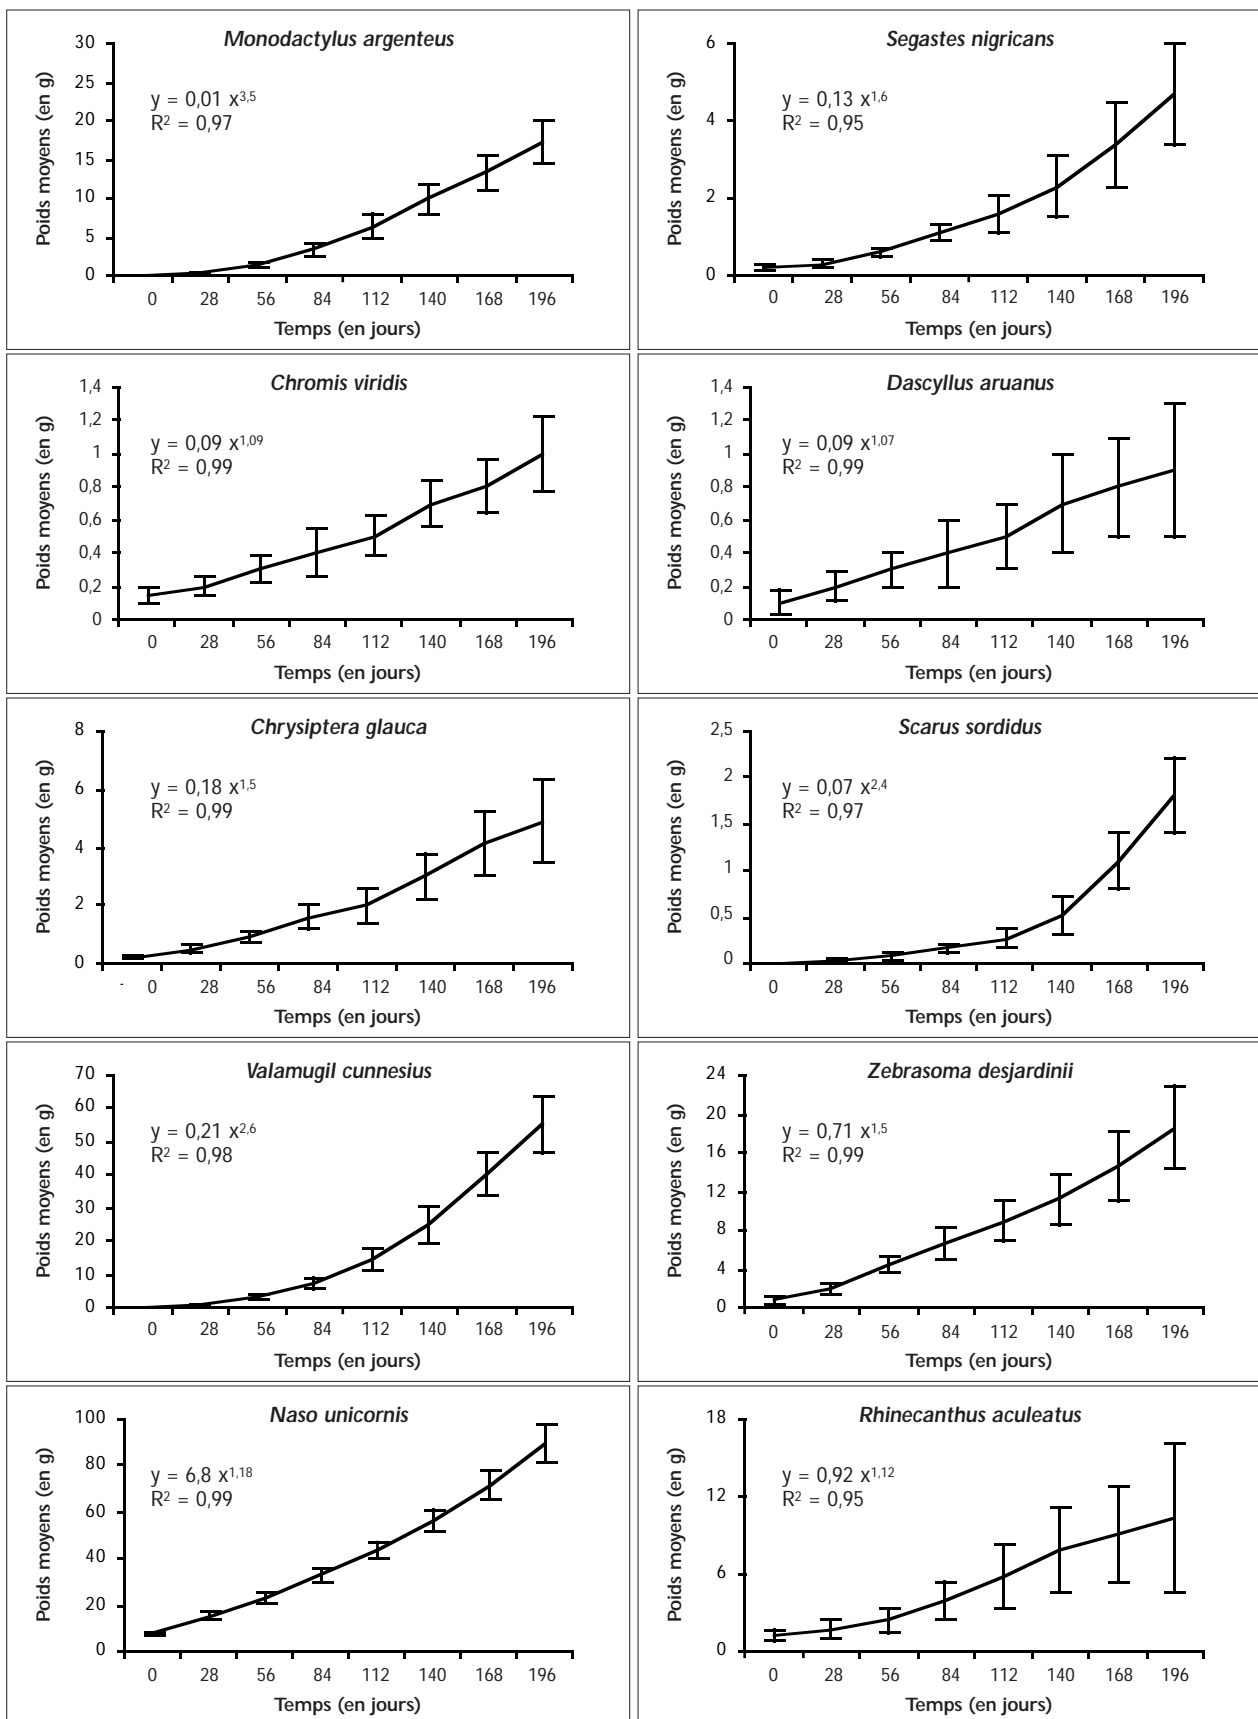 Monodactylus argenteus
Poids moyens (en g)
30
25
20
15
10
5
0
y = 0,01 x3,5
R2 = 0,97
0 28 56 84 112 140 168 196
Temps (en jours)
Segastes nigricans
Poids moyens (en g)
6
4
2
0
y = 0,13 x1,6
R2 = 0,95
0 28 56 84 112 140 168 196
Temps (en jours)
Chromis viridis
Poids moyens (en g)
1,4
1,2
1
0,8
0,6
0,4
0,2
0
y = 0,09 x1,09
R2 = 0,99
0 28 56 84 112 140 168 196
Temps (en jours)
Dascyllus aruanus
Poids moyens (en g)
1,4
1,2
1
0,8
0,6
0,4
0,2
0
y = 0,09 x1,07
R2 = 0,99
0 28 56 84 112 140 168 196
Temps (en jours)
Chrysiptera glauca
Poids moyens (en g)
8
6
4
2
0
y = 0,18 x1,5
R2 = 0,99
0 28 56 84 112 140 168 196
Temps (en jours)
Scarus sordidus
Poids moyens (en g)
2,5
2
1,5
1
0,5
0
y = 0,07 x2,4
R2 = 0,97
0 28 56 84 112 140 168 196
Temps (en jours)
Valamugil cunnesius
Poids moyens (en g)
70
60
50
40
30
20
10
0
y = 0,21 x2,6
R2 = 0,98
0 28 56 84 112 140 168 196
Temps (en jours)
Zebrasoma desjardinii
Poids moyens (en g)
24
20
16
12
8
4
0
y = 0,71 x1,5
R2 = 0,99
0 28 56 84 112 140 168 196
Temps (en jours)
Naso unicornis
Poids moyens (en g)
100
80
60
40
20
0
y = 6,8 x1,18
R2 = 0,99
0 28 56 84 112 140 168 196
Temps (en jours)
Rhinecanthus aculeatus
Poids moyens (en g)
18
12
6
0
y = 0,92 x1,12
R2 = 0,95
0 28 56 84 112 140 168 196
Temps (en jours)